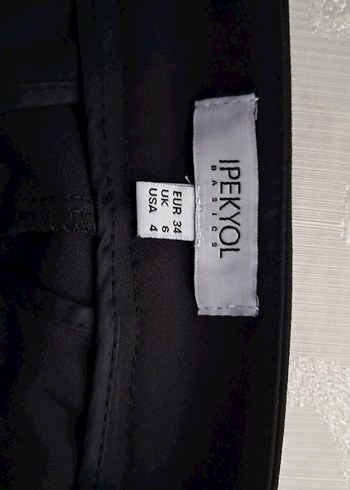 IPEKYOL
BASICS
EUR 34
UK 6
USA 4